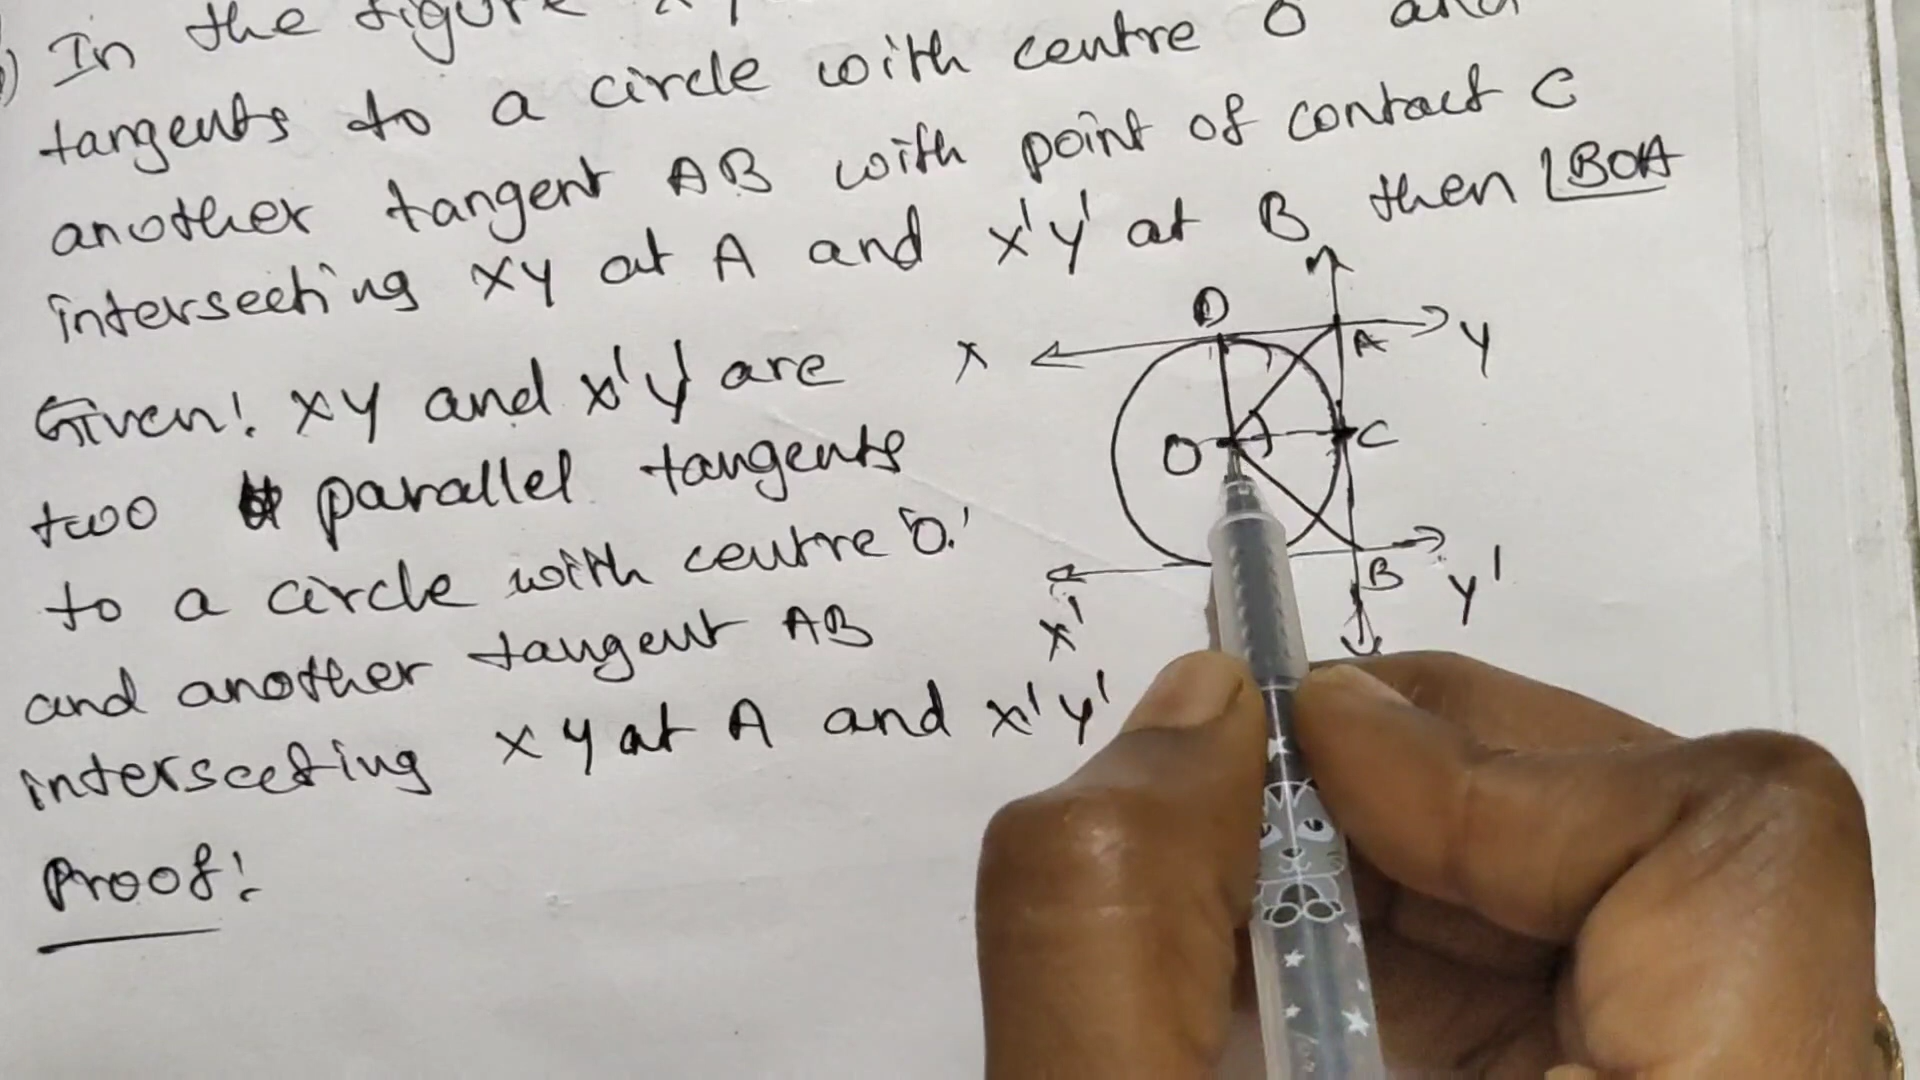 In the figure
tangents to a circle with centre O and
another tangent AB with point of contact C
intersecting XY at A and X'Y' at B then ∠BOA
Given! XY and X'Y' are
two parallel tangents
to a circle with centre 'O.'
and another tangent AB
intersecting XY at A and X'Y'
Proof!
D
X
A
Y
O
C
B
Y'
X'